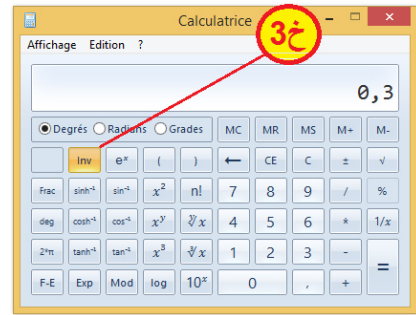 Calculatrice
خ3
Affichage Edition ?
0,3
Degrés Radians Grades MC MR MS M+ M-
Inv eˣ ( ) ← CE C ± √
Frac sinh⁻¹ sin⁻¹ x² n! 7 8 9 / %
deg cosh⁻¹ cos⁻¹ xʸ ʸ√x 4 5 6 * 1/x
2*π tanh⁻¹ tan⁻¹ x³ ³√x 1 2 3 - =
F-E Exp Mod log 10ˣ 0 , +